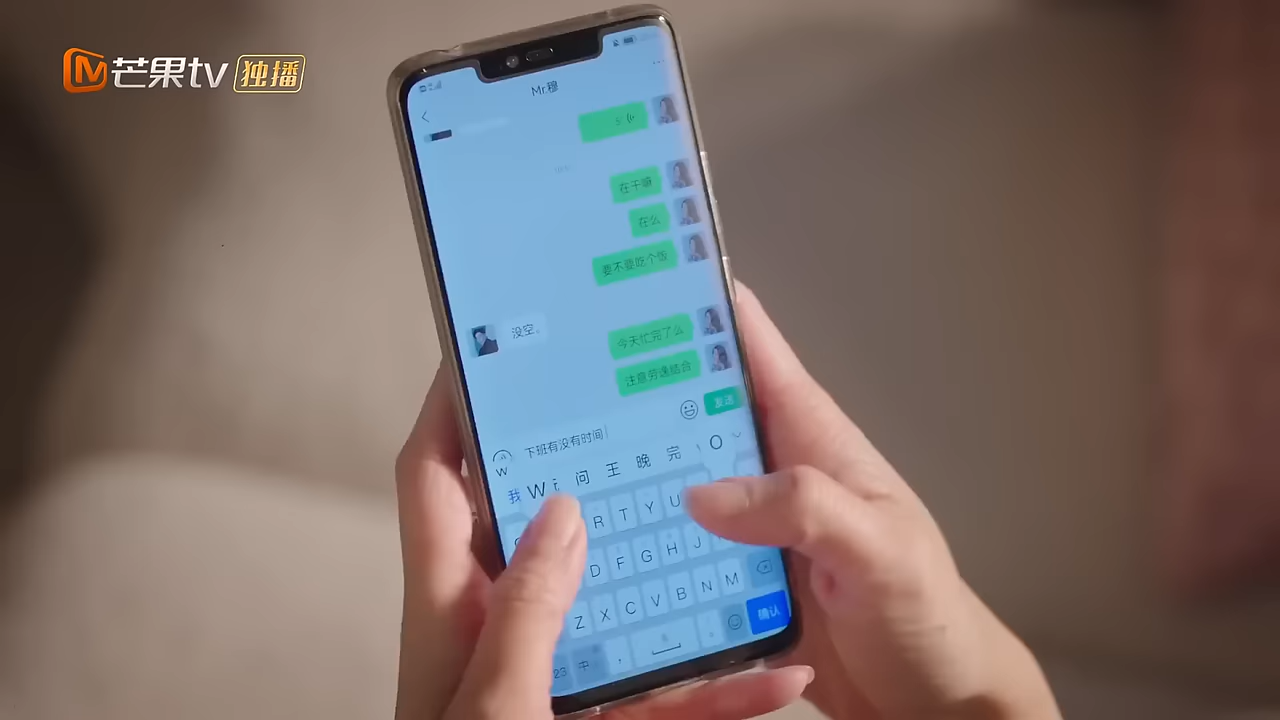 芒果tv 独播
Mr.穆
5
在干嘛
在么
要不要吃个饭
没空。
今天忙完了么
注意劳逸结合
发送
下班有没有时间
w
我 问 王 晚 完
W O
R T Y U
D F G H J
Z X C V B N M
中 , 确认